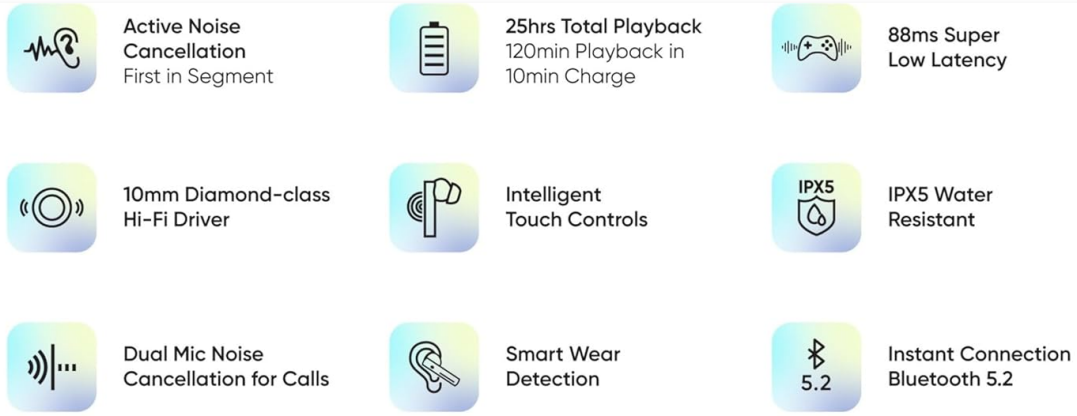 Active Noise
Cancellation
First in Segment
25hrs Total Playback
120min Playback in
10min Charge
88ms Super
Low Latency
10mm Diamond-class
Hi-Fi Driver
Intelligent
Touch Controls
IPX5
IPX5 Water
Resistant
Dual Mic Noise
Cancellation for Calls
Smart Wear
Detection
5.2
Instant Connection
Bluetooth 5.2